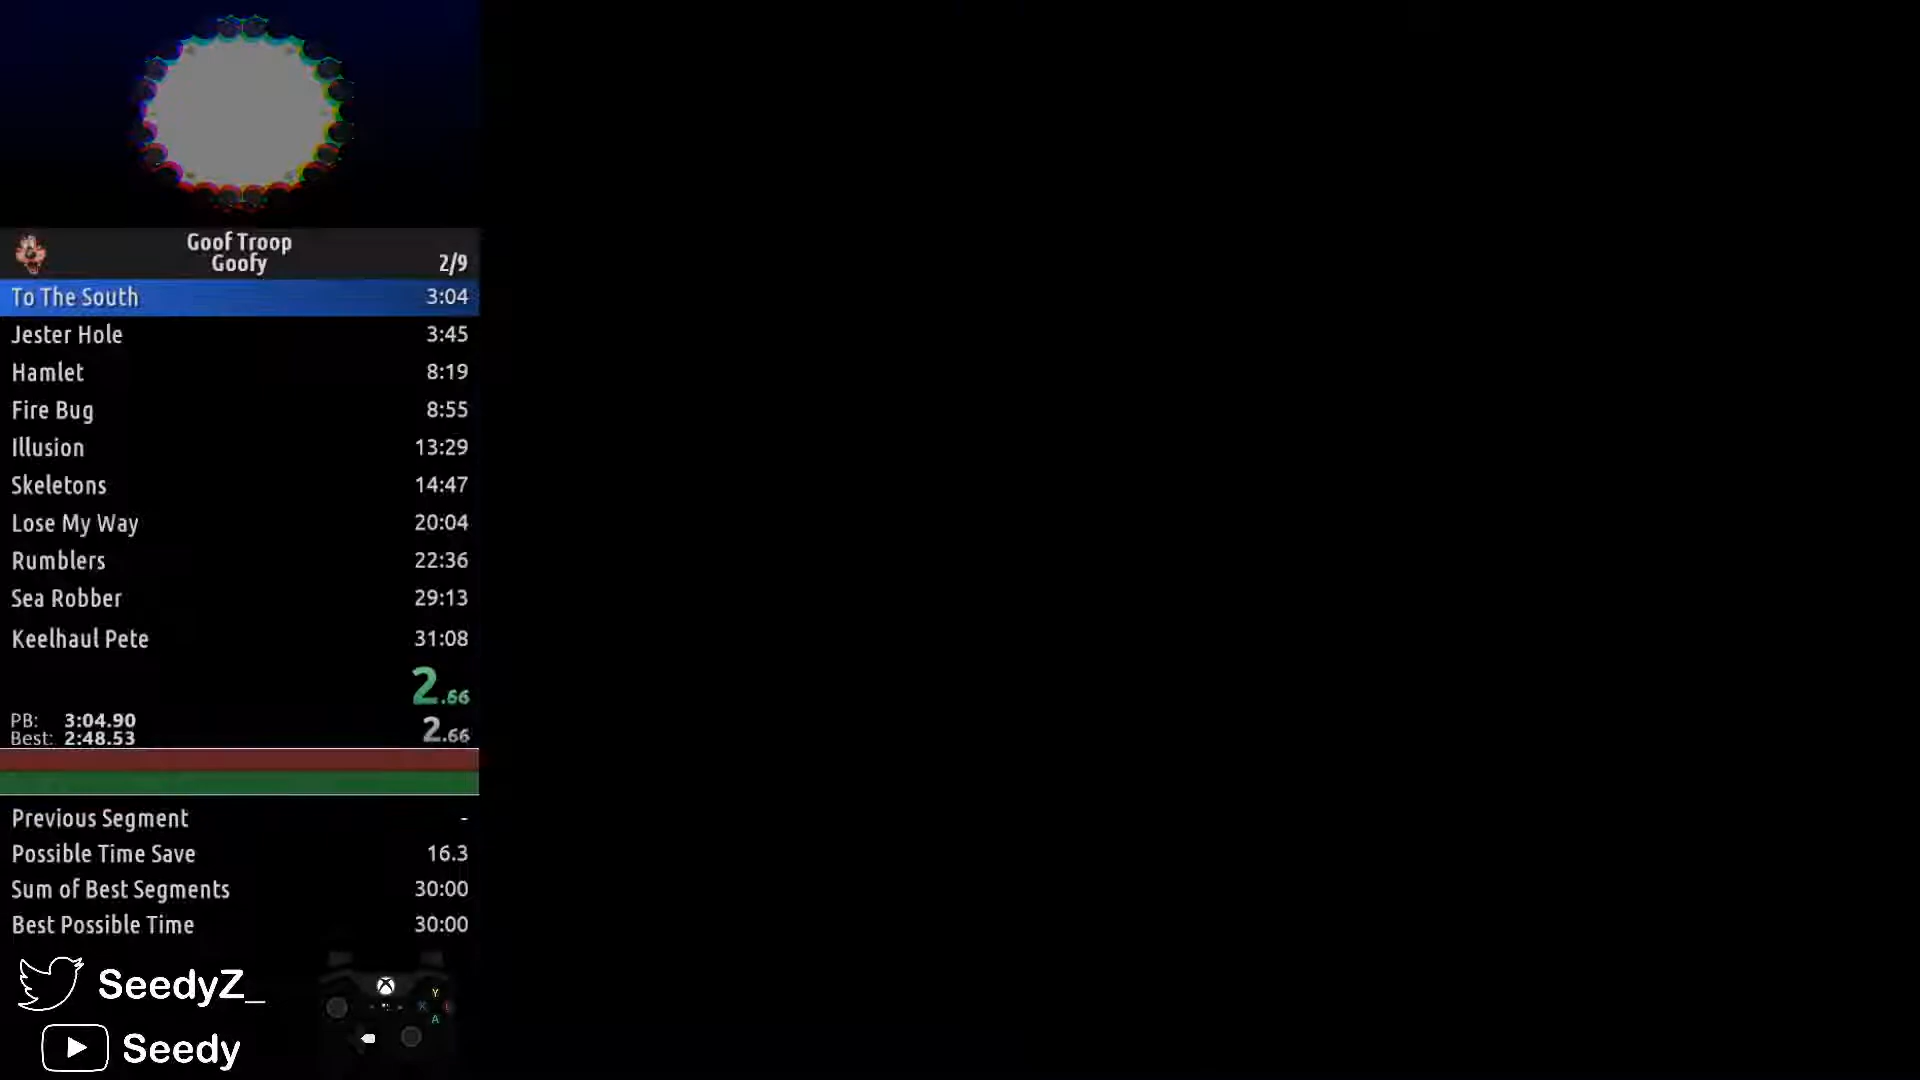 Goof Troop
Goofy
2/9
To The South 3:04
Jester Hole 3:45
Hamlet 8:19
Fire Bug 8:55
Illusion 13:29
Skeletons 14:47
Lose My Way 20:04
Rumblers 22:36
Sea Robber 29:13
Keelhaul Pete 31:08
2.66
PB: 3:04.90
Best: 2:48.53
2.66
Previous Segment -
Possible Time Save 16.3
Sum of Best Segments 30:00
Best Possible Time 30:00
SeedyZ_
Y
X
A
Seedy